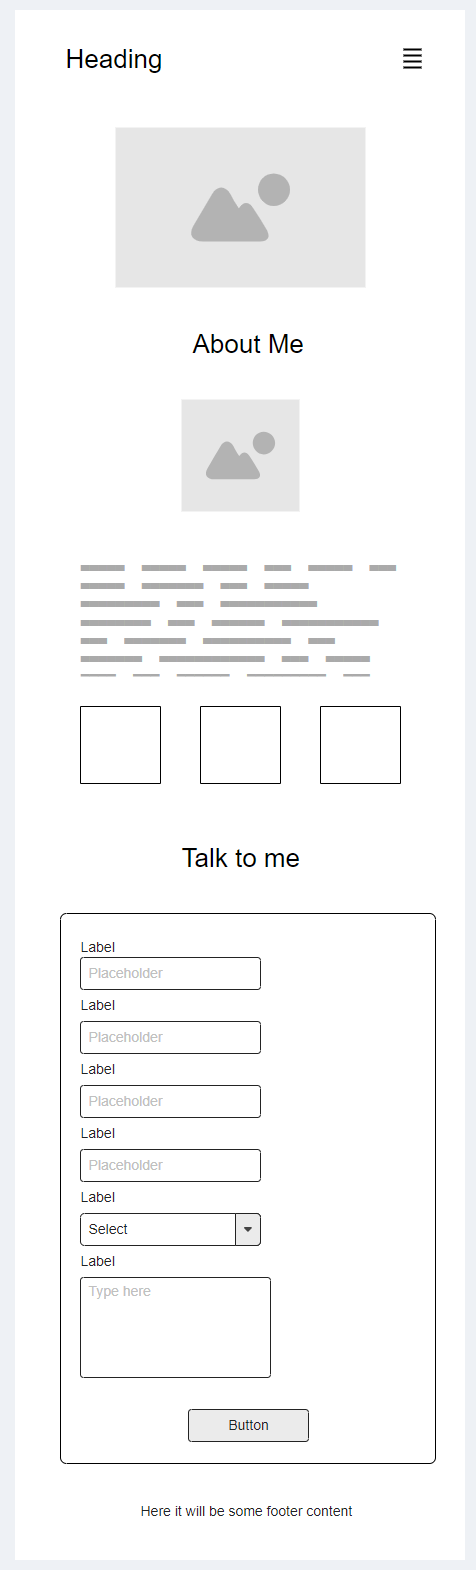 Heading
About Me
Talk to me
Label
Placeholder
Label
Placeholder
Label
Placeholder
Label
Placeholder
Label
Select
Label
Type here
Button
Here it will be some footer content